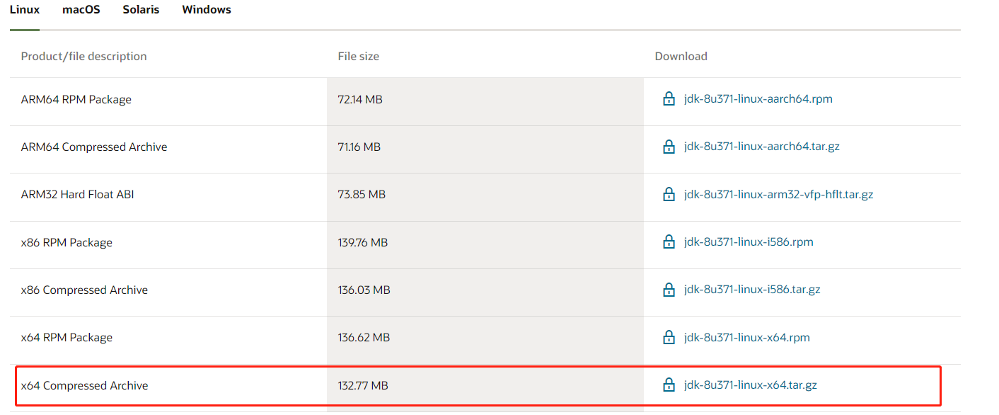 Linux macOS Solaris Windows
Product/file description File size Download
ARM64 RPM Package 72.14 MB jdk-8u371-linux-aarch64.rpm
ARM64 Compressed Archive 71.16 MB jdk-8u371-linux-aarch64.tar.gz
ARM32 Hard Float ABI 73.85 MB jdk-8u371-linux-arm32-vfp-hflt.tar.gz
x86 RPM Package 139.76 MB jdk-8u371-linux-i586.rpm
x86 Compressed Archive 136.03 MB jdk-8u371-linux-i586.tar.gz
x64 RPM Package 136.62 MB jdk-8u371-linux-x64.rpm
x64 Compressed Archive 132.77 MB jdk-8u371-linux-x64.tar.gz